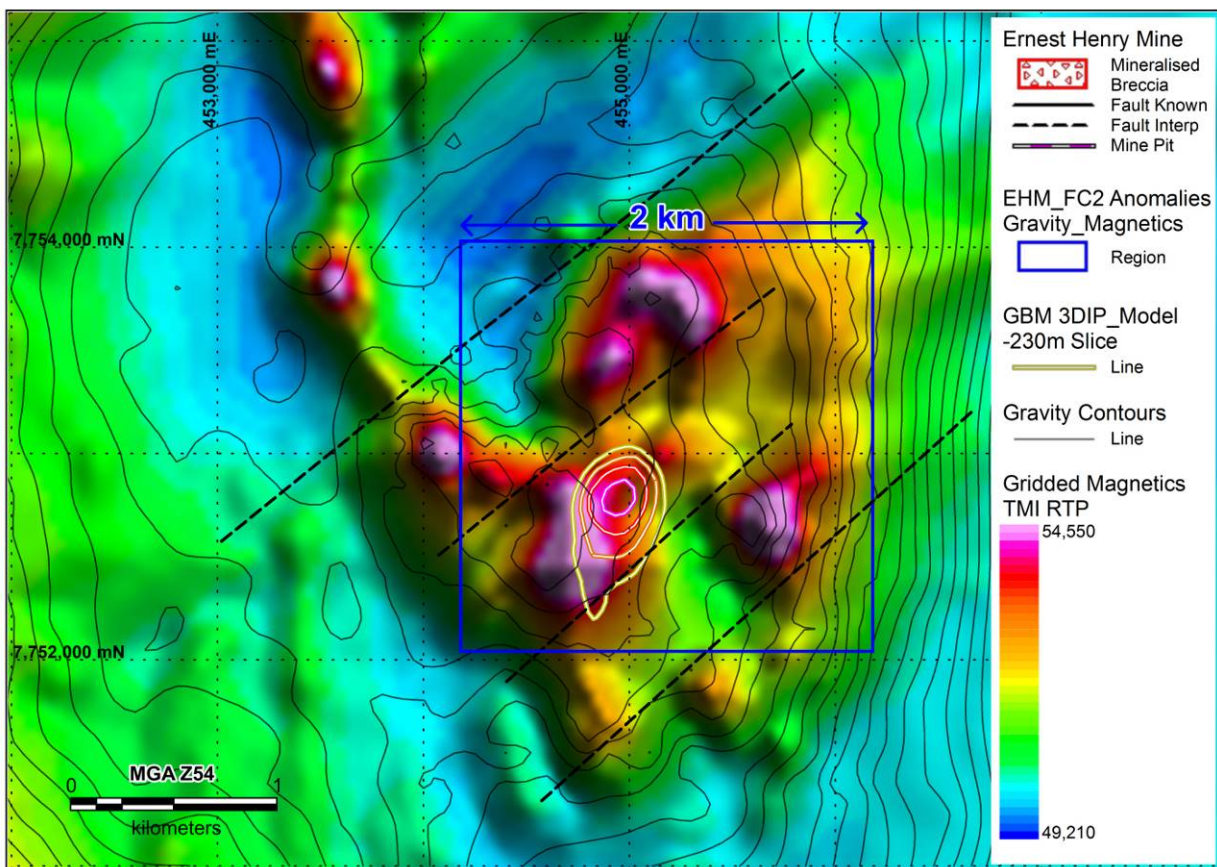 453,000 mE
455,000 mE
2 km
7,754,000 mN
7,752,000 mN
MGA Z54
0
1
kilometers
Ernest Henry Mine
Mineralised
Breccia
Fault Known
Fault Interp
Mine Pit
EHM_FC2 Anomalies
Gravity_Magnetics
Region
GBM 3DIP_Model
-230m Slice
Line
Gravity Contours
Line
Gridded Magnetics
TMI RTP
54,550
49,210